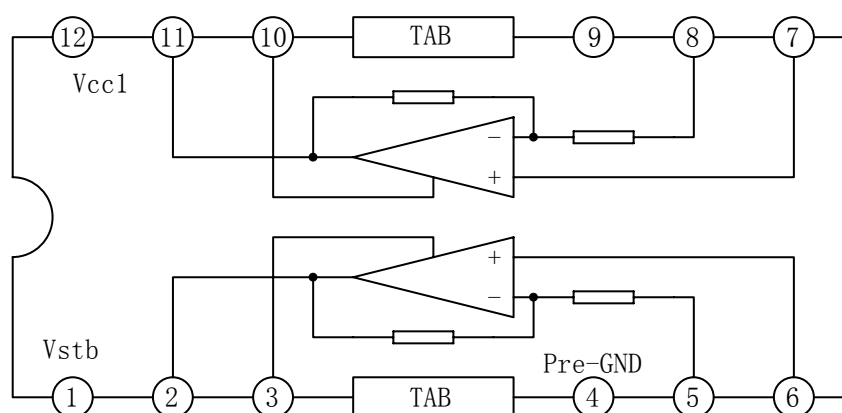 12 11 10 TAB 9 8 7
Vcc1
−
+
+
−
Vstb
Pre-GND
1 2 3 TAB 4 5 6